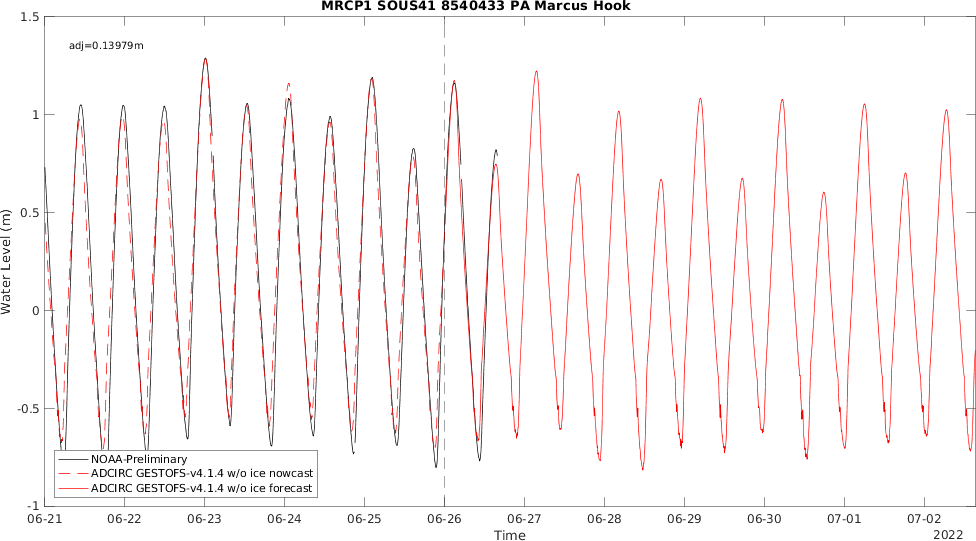 MRCP1 SOUS41 8540433 PA Marcus Hook
adj=0.13979m
1.5
1
0.5
0
-0.5
-1
Water Level (m)
NOAA-Preliminary
ADCIRC GESTOFS-v4.1.4 w/o ice nowcast
ADCIRC GESTOFS-v4.1.4 w/o ice forecast
06-21 06-22 06-23 06-24 06-25 06-26 06-27 06-28 06-29 06-30 07-01 07-02
Time
2022